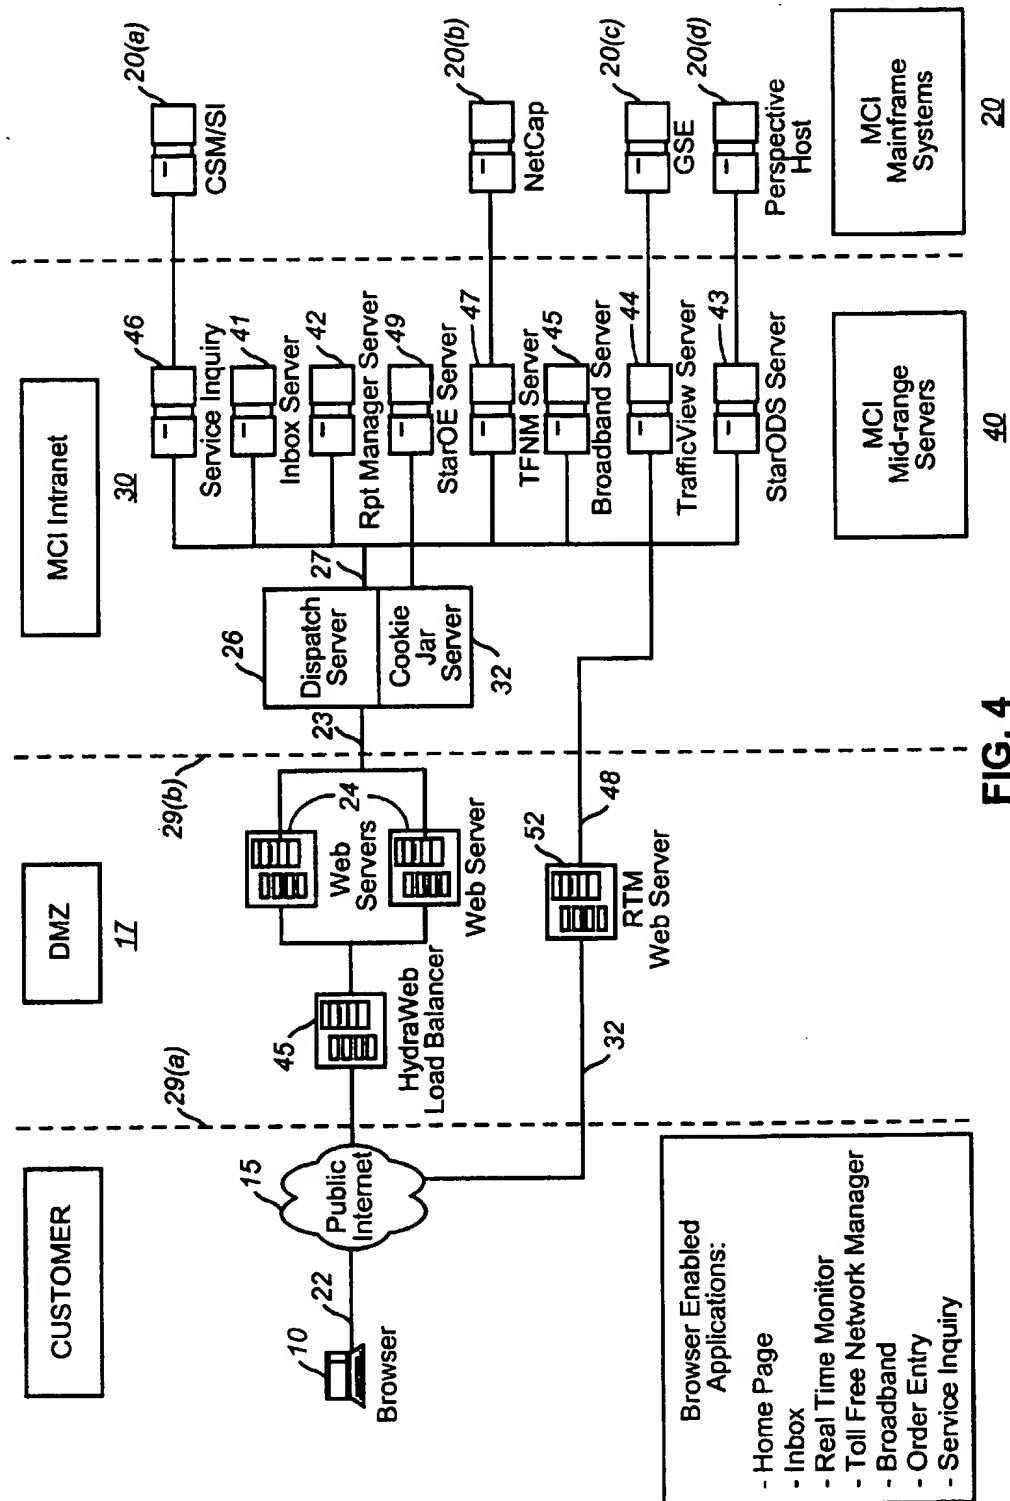 CUSTOMER
DMZ
17
MCI Intranet
30
29(a)
29(b)
10
Browser
22
15
Public
Internet
45
HydraWeb
Load Balancer
24
Web
Servers
Web Server
23
26
Dispatch
Server
Cookie
Jar
Server
32
27
46
Service Inquiry
41
Inbox Server
42
Rpt Manager Server
49
StarOE Server
47
TFNM Server
45
Broadband Server
44
TrafficView Server
43
StarODS Server
20(a)
CSM/SI
20(b)
NetCap
20(c)
GSE
20(d)
Perspective
Host
32
52
RTM
Web Server
48
Browser Enabled
Applications:
- Home Page
- Inbox
- Real Time Monitor
- Toll Free Network Manager
- Broadband
- Order Entry
- Service Inquiry
MCI
Mid-range
Servers
40
MCI
Mainframe
Systems
20
FIG. 4